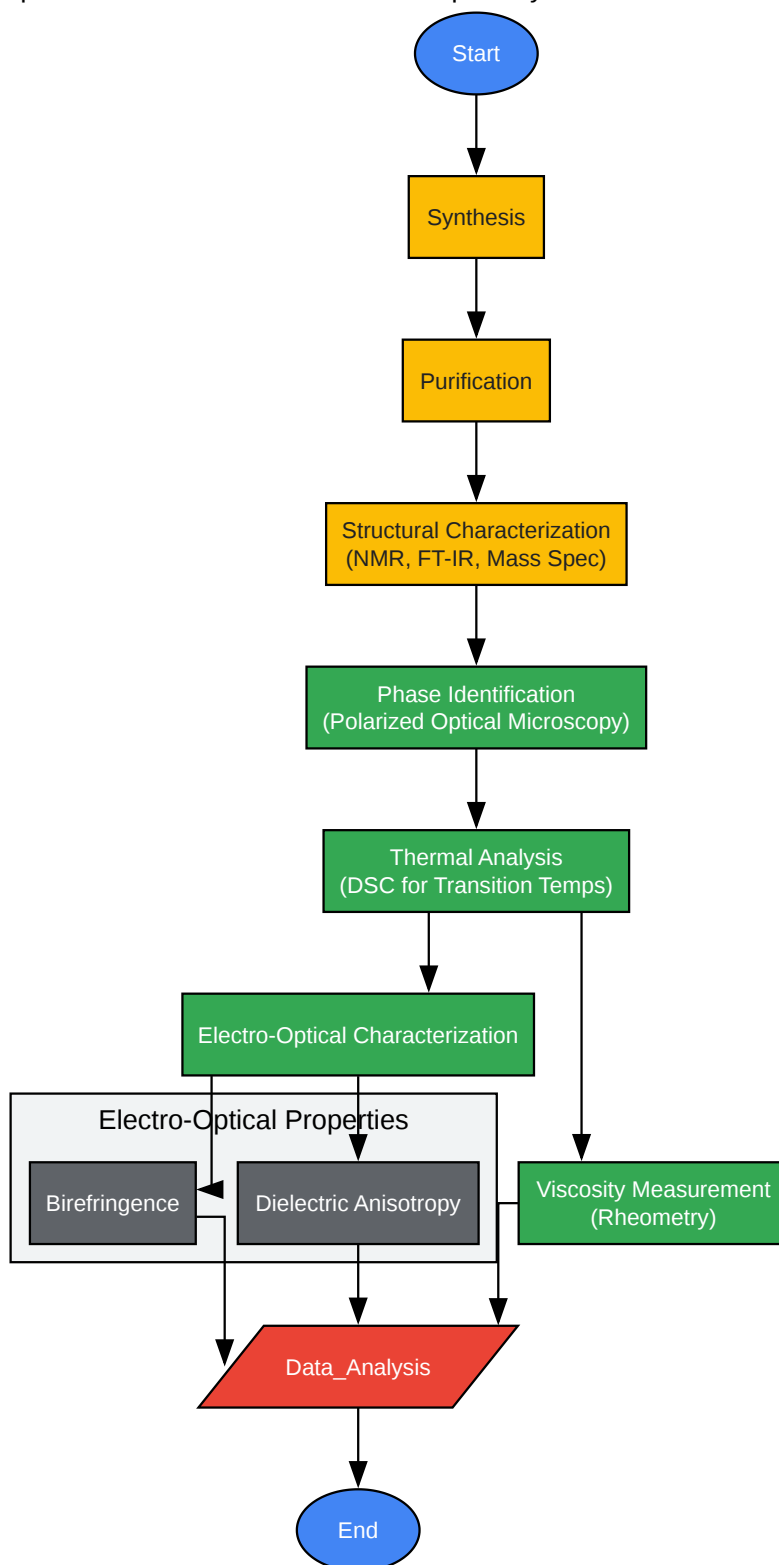 Start
Synthesis
Purification
Structural Characterization
(NMR, FT-IR, Mass Spec)
Phase Identification
(Polarized Optical Microscopy)
Thermal Analysis
(DSC for Transition Temps)
Electro-Optical Characterization
Electro-Optical Properties
Birefringence
Dielectric Anisotropy
Viscosity Measurement
(Rheometry)
Data_Analysis
End